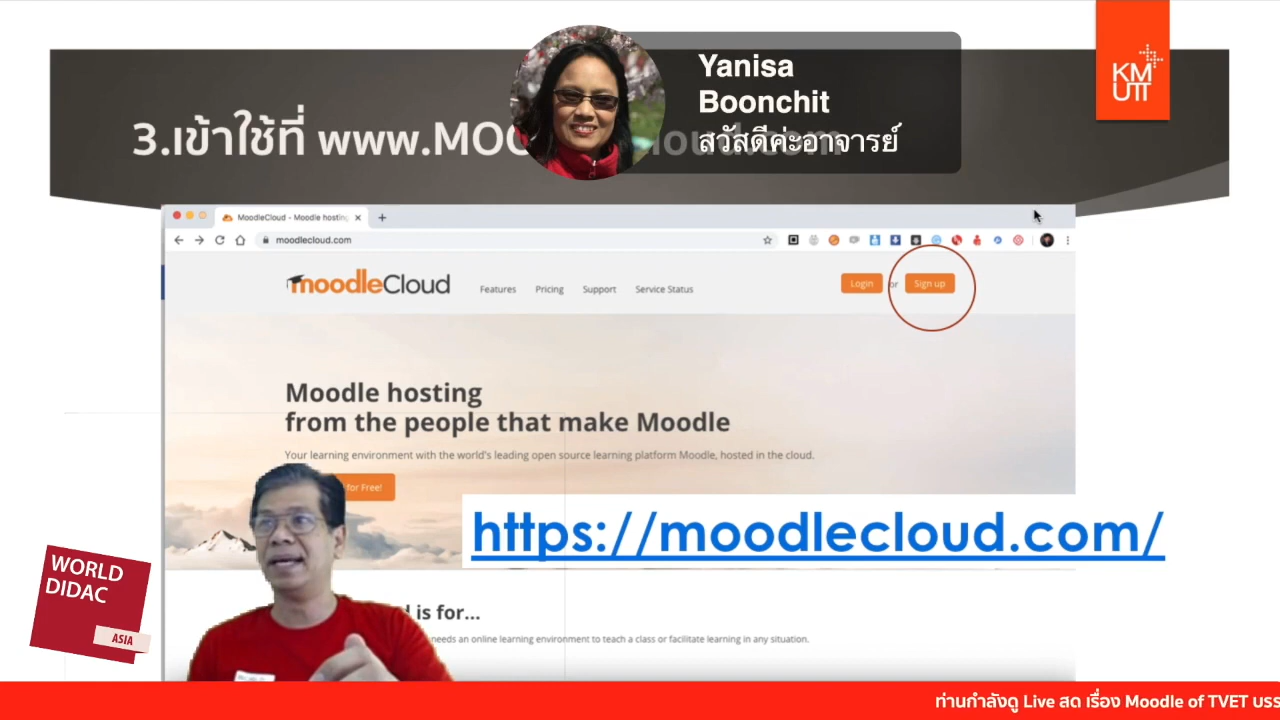 Yanisa
Boonchit
สวัสดีค่ะอาจารย์
KM
UTT
3.เข้าใช้ที่ www.MOO cloud.com
MoodleCloud - Moodle hosting
moodlecloud.com
moodleCloud
Features Pricing Support Service Status
Login or Sign up
Moodle hosting
from the people that make Moodle
Your learning environment with the world's leading open source learning platform Moodle, hosted in the cloud.
for Free!
https://moodlecloud.com/
WORLD
DIDAC
ASIA
is for...
needs an online learning environment to teach a class or facilitate learning in any situation.
ท่านกำลังดู Live สด เรื่อง Moodle of TVET บรร